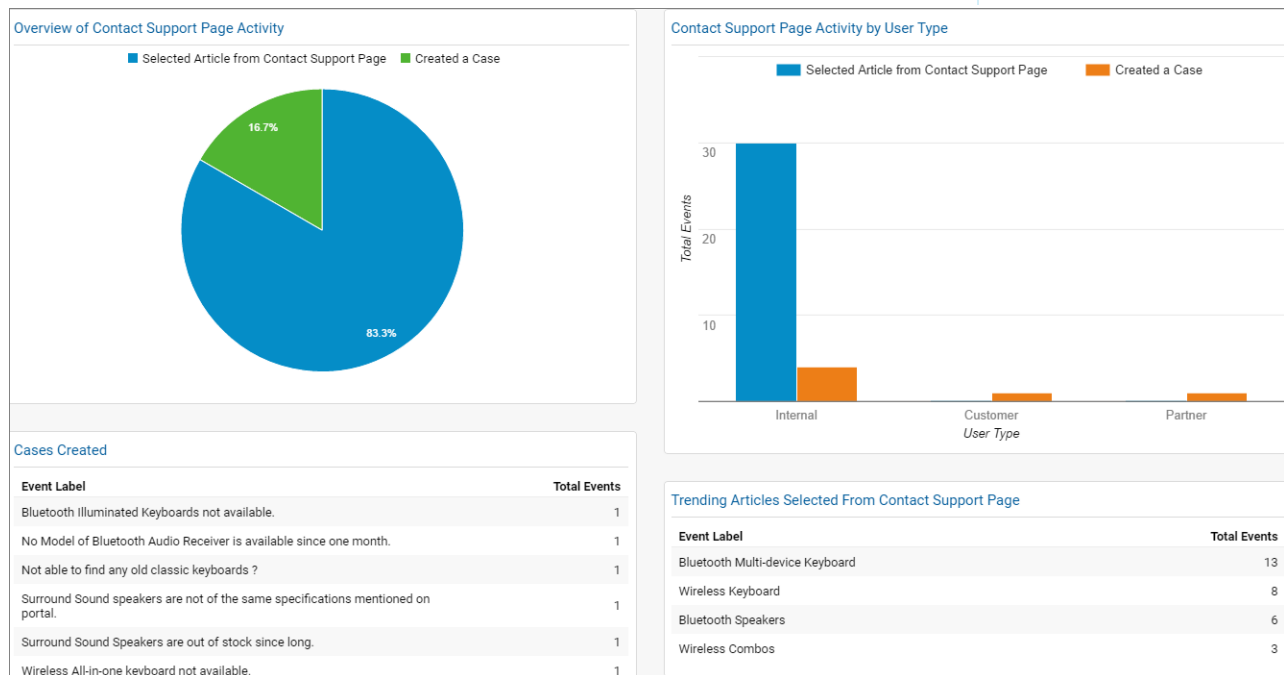 Overview of Contact Support Page Activity
Selected Article from Contact Support Page Created a Case
16.7%
83.3%
Contact Support Page Activity by User Type
Selected Article from Contact Support Page Created a Case
30
20
10
Total Events
Internal Customer Partner
User Type
Cases Created
Event Label Total Events
Bluetooth Illuminated Keyboards not available. 1
No Model of Bluetooth Audio Receiver is available since one month. 1
Not able to find any old classic keyboards ? 1
Surround Sound speakers are not of the same specifications mentioned on
portal. 1
Surround Sound Speakers are out of stock since long. 1
Wireless All-in-one keyboard not available. 1
Trending Articles Selected From Contact Support Page
Event Label Total Events
Bluetooth Multi-device Keyboard 13
Wireless Keyboard 8
Bluetooth Speakers 6
Wireless Combos 3